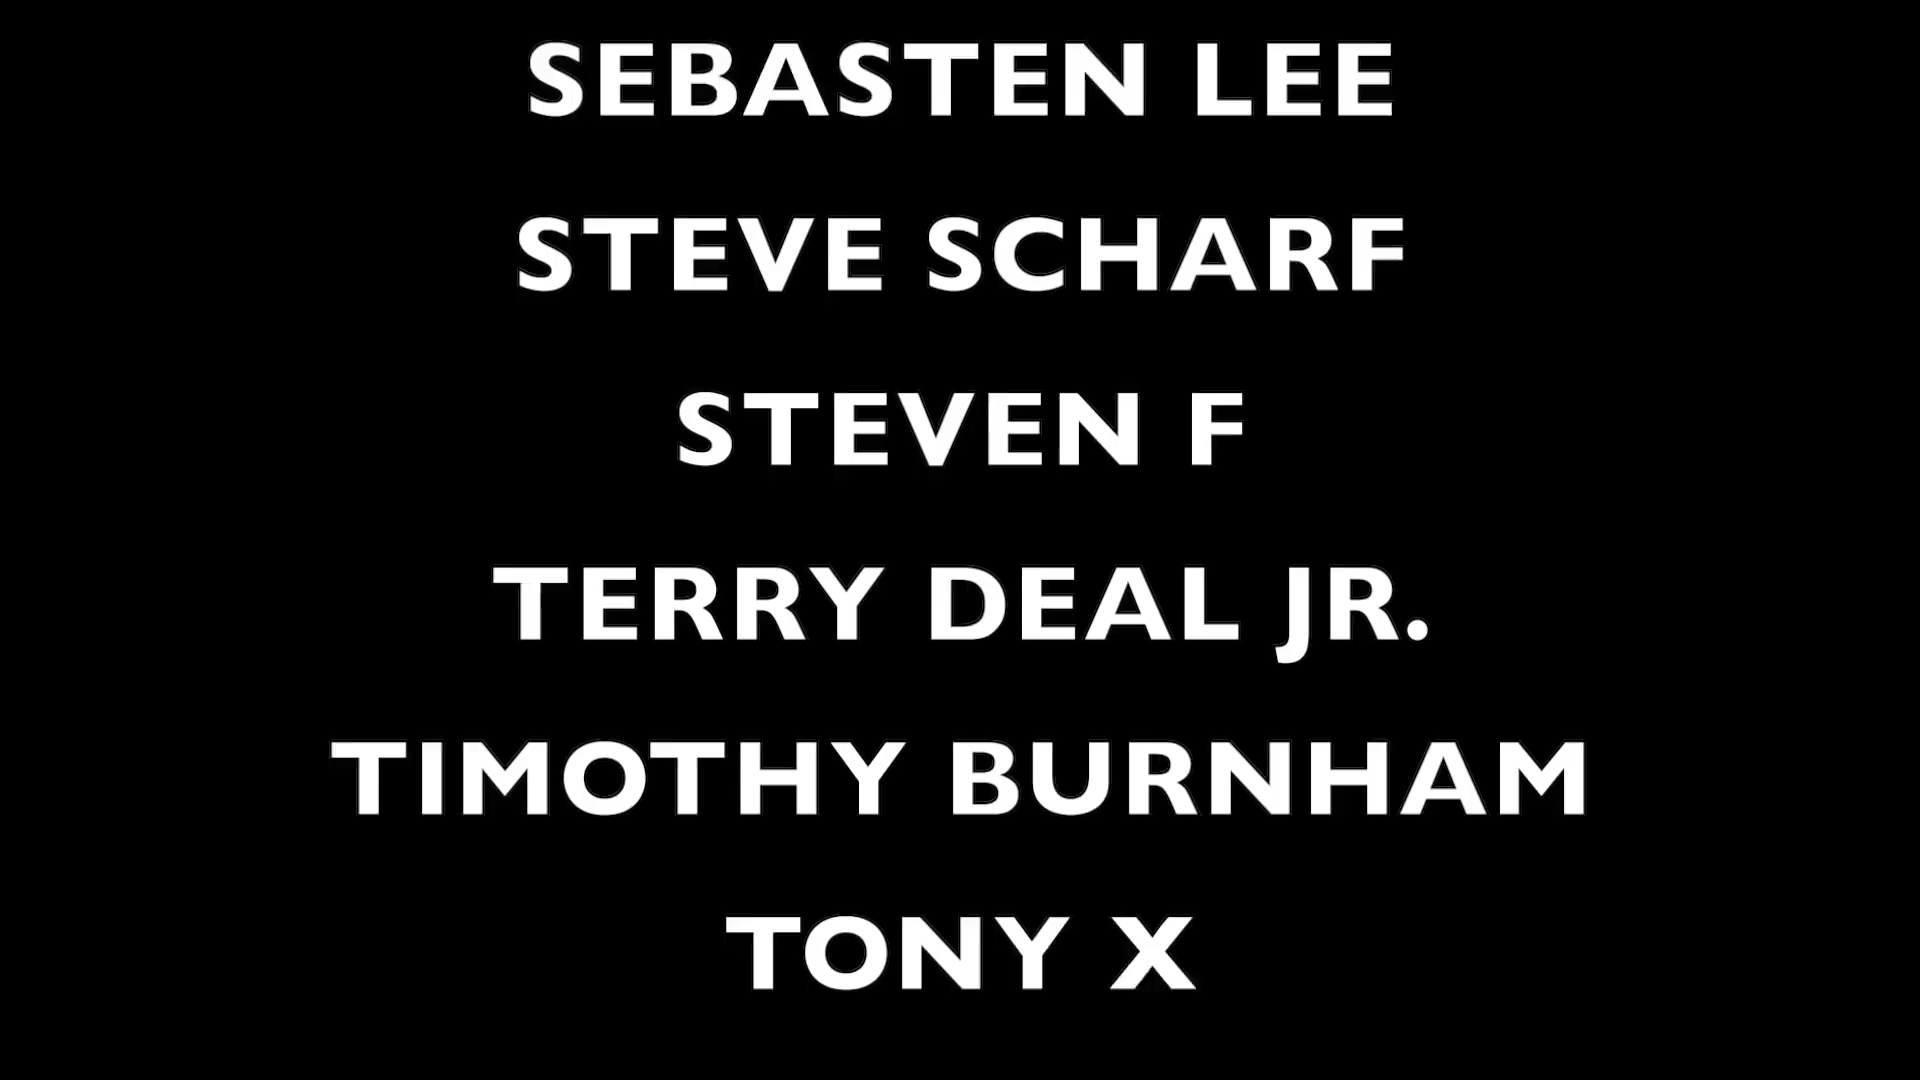 SEBASTEN LEE
STEVE SCHARF
STEVEN F
TERRY DEAL JR.
TIMOTHY BURNHAM
TONY X